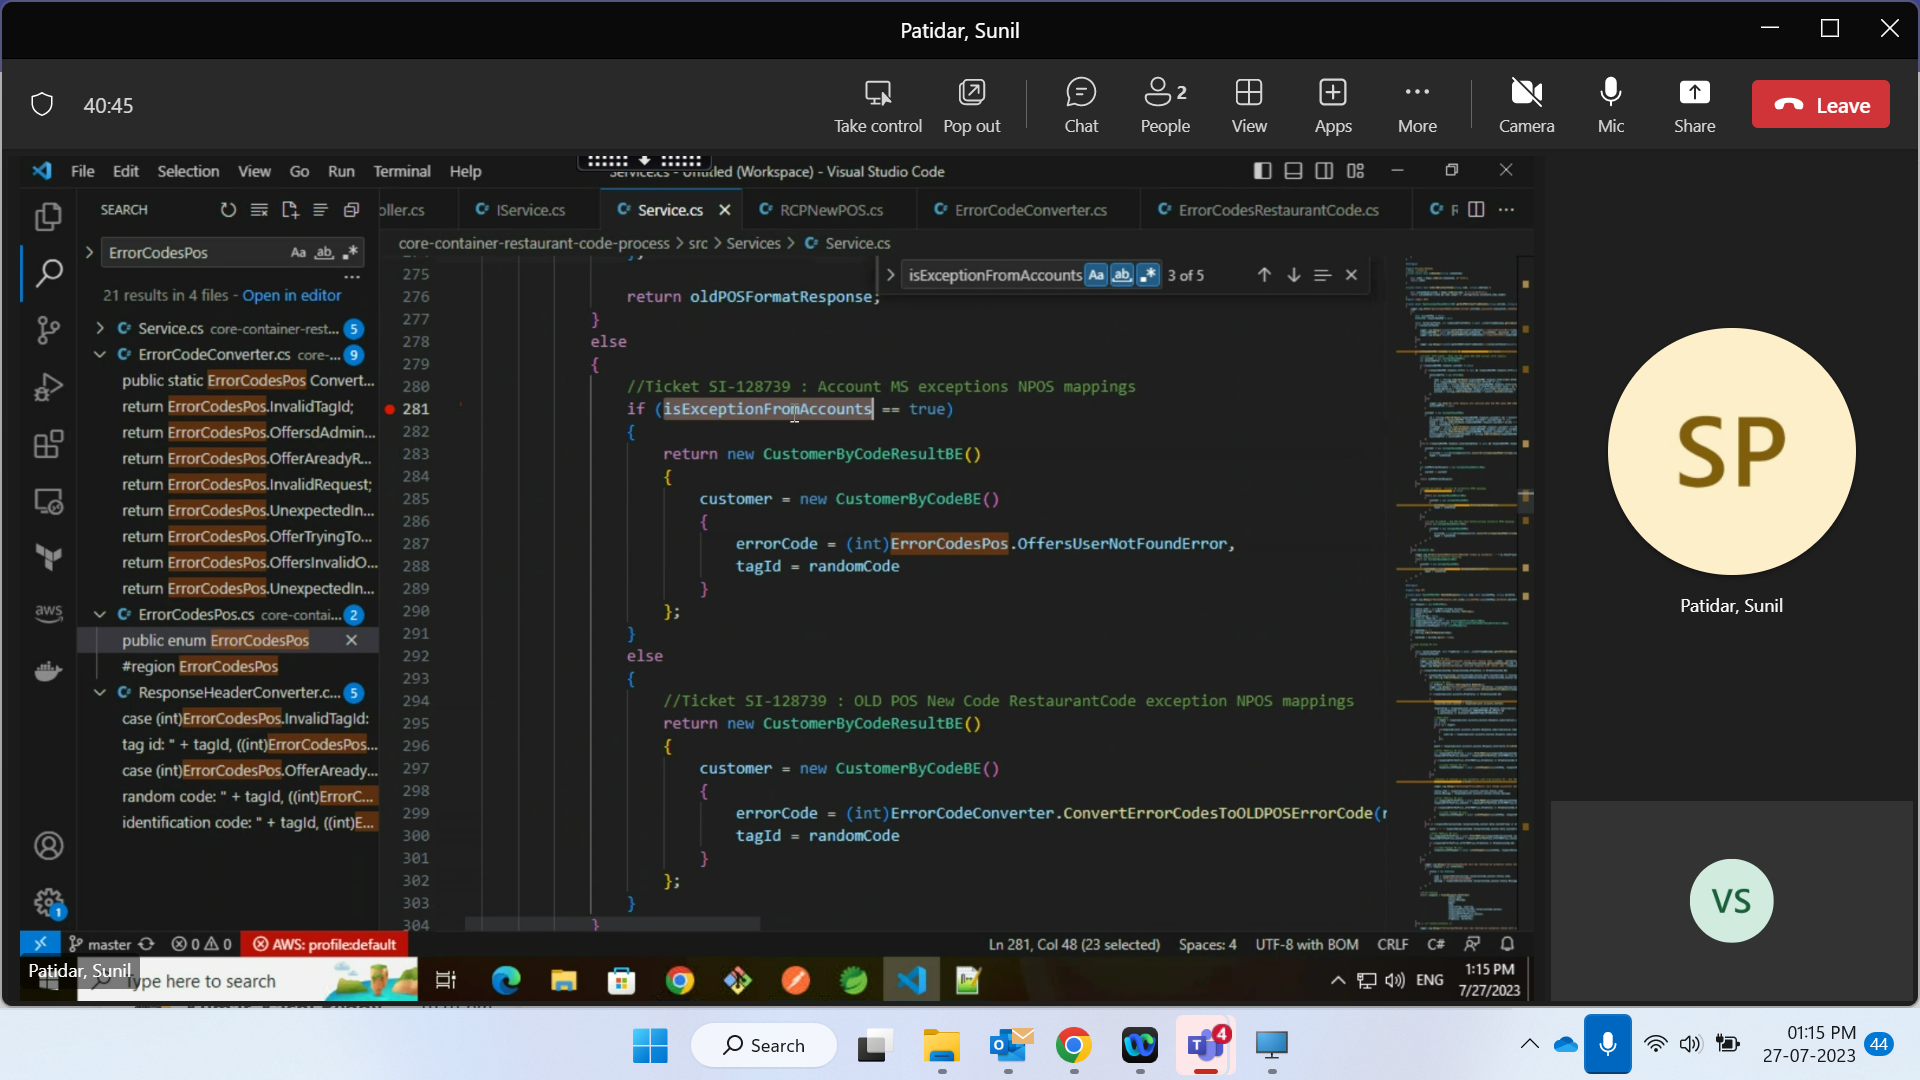 Patidar, Sunil
40:45
Take control
Pop out
Chat
People
2
View
Apps
More
Camera
Mic
Share
Leave
File Edit Selection View Go Run Terminal Help
Service.cs - Untitled (Workspace) - Visual Studio Code
SEARCH
oller.cs
IService.cs
Service.cs
RCPNewPOS.cs
ErrorCodeConverter.cs
ErrorCodesRestaurantCode.cs
ErrorCodesPos
Aa ab
core-container-restaurant-code-process > src > Services > Service.cs
isExceptionFromAccounts Aa ab 3 of 5
21 results in 4 files - Open in editor
Service.cs core-container-rest... 5
ErrorCodeConverter.cs core-... 9
public static ErrorCodesPos Convert...
return ErrorCodesPos.InvalidTagId;
return ErrorCodesPos.OffersdAdmin...
return ErrorCodesPos.OfferAreadyR...
return ErrorCodesPos.InvalidRequest;
return ErrorCodesPos.UnexpectedIn...
return ErrorCodesPos.OfferTryingTo...
return ErrorCodesPos.OffersInvalidO...
return ErrorCodesPos.UnexpectedIn...
ErrorCodesPos.cs core-contai... 2
public enum ErrorCodesPos
#region ErrorCodesPos
ResponseHeaderConverter.c... 5
case (int)ErrorCodesPos.InvalidTagId:
tag id: " + tagId, ((int)ErrorCodesPos...
case (int)ErrorCodesPos.OfferAready...
random code: " + tagId, ((int)ErrorC...
identification code: " + tagId, ((int)E...
275
276 return oldPOSFormatResponse;
277 }
278 else
279 {
280 //Ticket SI-128739 : Account MS exceptions NPOS mappings
281 if (isExceptionFromAccounts == true)
282 {
283 return new CustomerByCodeResultBE()
284 {
285 customer = new CustomerByCodeBE()
286 {
287 errorCode = (int)ErrorCodesPos.OffersUserNotFoundError,
288 tagId = randomCode
289 }
290 };
291 }
292 else
293 {
294 //Ticket SI-128739 : OLD POS New Code RestaurantCode exception NPOS mappings
295 return new CustomerByCodeResultBE()
296 {
297 customer = new CustomerByCodeBE()
298 {
299 errorCode = (int)ErrorCodeConverter.ConvertErrorCodesToOLDPOSErrorCode(r
300 tagId = randomCode
301 }
302 };
303 }
304 }
aws
1
master 0 0 AWS: profile:default
Ln 281, Col 48 (23 selected) Spaces: 4 UTF-8 with BOM CRLF C#
Patidar, Sunil
Type here to search
ENG
1:15 PM
7/27/2023
SP
Patidar, Sunil
VS
Search
4
01:15 PM
27-07-2023
44